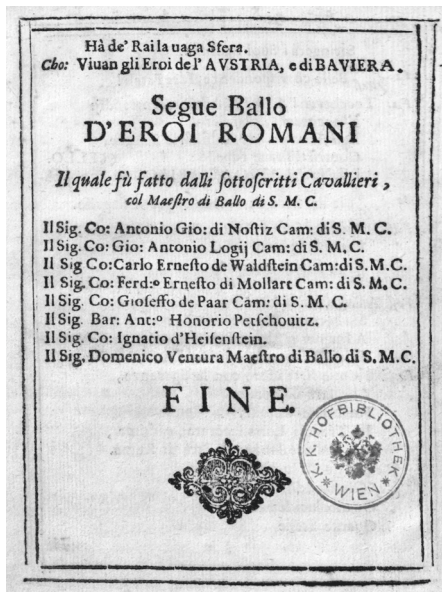 Hà de' Rai la uaga Sfera.
Cho: Viuan gli Eroi de l' AVSTRIA, e di BAVIERA.
Segue Ballo
D'EROI ROMANI
Il quale fù fatto dalli ſottoſcritti Cavallieri,
col Maeſtro di Ballo di S. M. C.
Il Sig. Co: Antonio Gio: di Noſtiz Cam: di S. M. C.
Il Sig. Co: Gio: Antonio Logij Cam: di S. M. C.
Il Sig Co: Carlo Erneſto de Waldſtein Cam: di S. M. C.
Il Sig. Co: Ferd:º Erneſto di Mollart Cam: di S. M. C.
Il Sig. Co: Gioſeffo de Paar Cam: di S. M. C.
Il Sig. Bar: Ant:º Honorio Petſchouitz.
Il Sig. Co: Ignatio d'Heiſenſtein.
Il Sig. Domenico Ventura Maeſtro di Ballo di S. M. C.
FINE.
K. K. HOFBIBLIOTHEK
WIEN